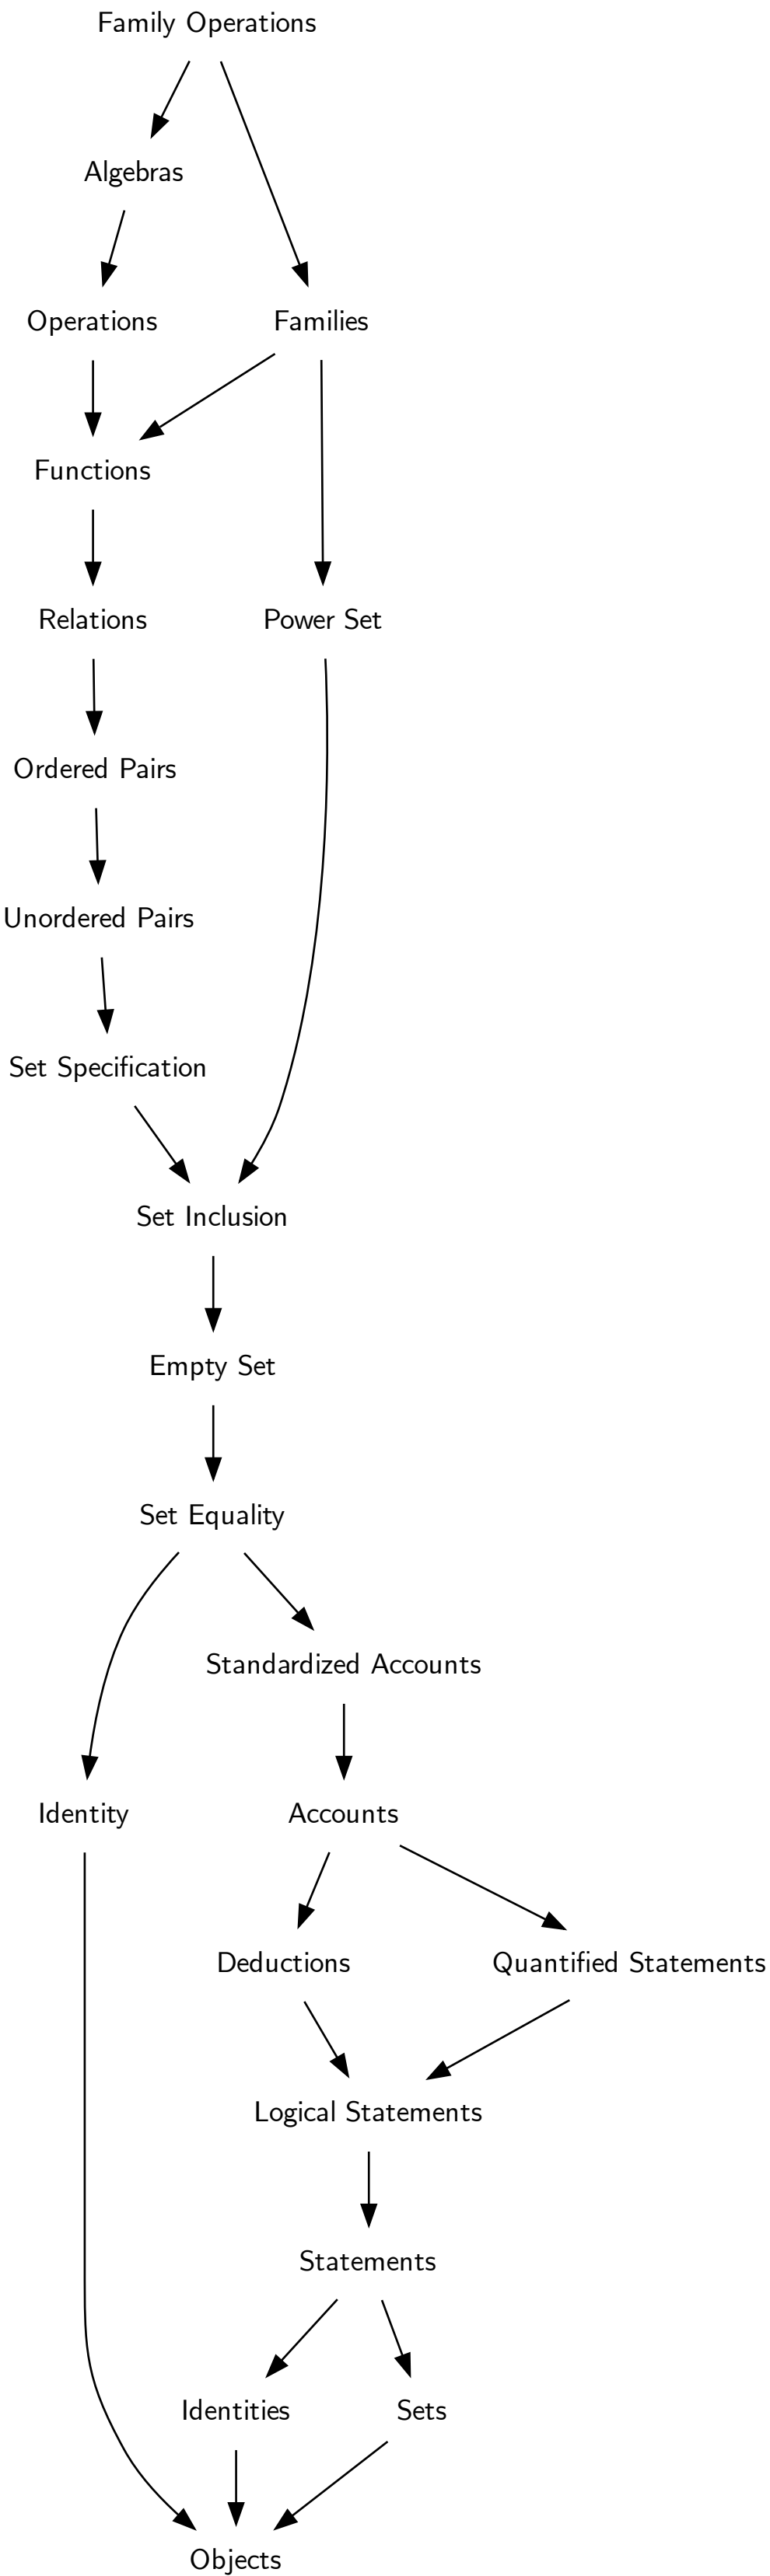 Family Operations
Algebras
Operations
Families
Functions
Relations
Power Set
Ordered Pairs
Unordered Pairs
Set Specification
Set Inclusion
Empty Set
Set Equality
Standardized Accounts
Identity
Accounts
Deductions
Quantified Statements
Logical Statements
Statements
Identities
Sets
Objects